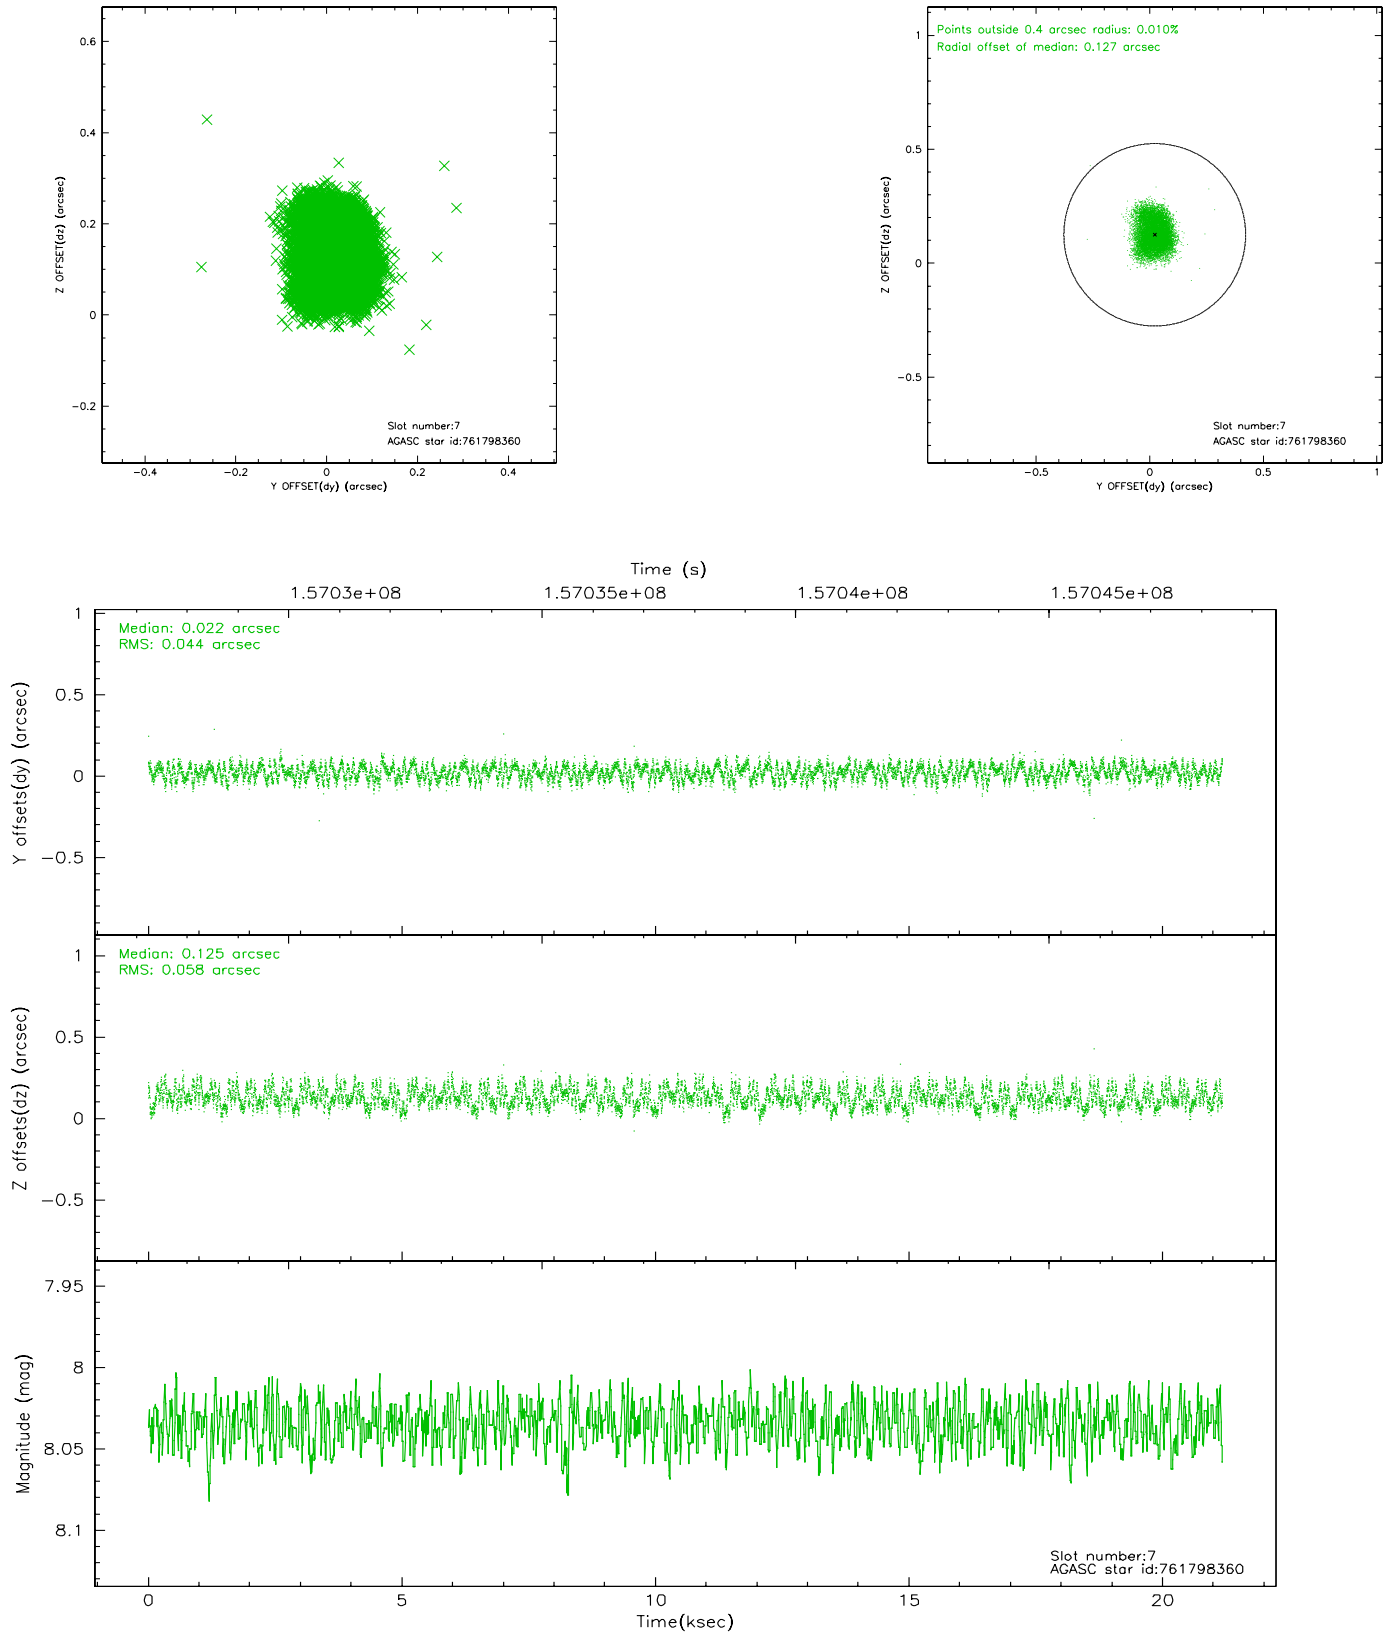 0.6
0.4
0.2
0
−0.2
Z OFFSET(dz) (arcsec)
Slot number:7
AGASC star id:761798360
−0.4 −0.2 0 0.2 0.4
Y OFFSET(dy) (arcsec)
Points outside 0.4 arcsec radius: 0.010%
Radial offset of median: 0.127 arcsec
1
0.5
0
−0.5
Z OFFSET(dz) (arcsec)
Slot number:7
AGASC star id:761798360
−0.5 0 0.5 1
Y OFFSET(dy) (arcsec)
Time (s)
1.5703e+08 1.57035e+08 1.5704e+08 1.57045e+08
Median: 0.022 arcsec
RMS: 0.044 arcsec
1
0.5
0
−0.5
Y offsets(dy) (arcsec)
Median: 0.125 arcsec
RMS: 0.058 arcsec
1
0.5
0
−0.5
Z offsets(dz) (arcsec)
7.95
8
8.05
8.1
Magnitude (mag)
Slot number:7
AGASC star id:761798360
0 5 10 15 20
Time(ksec)